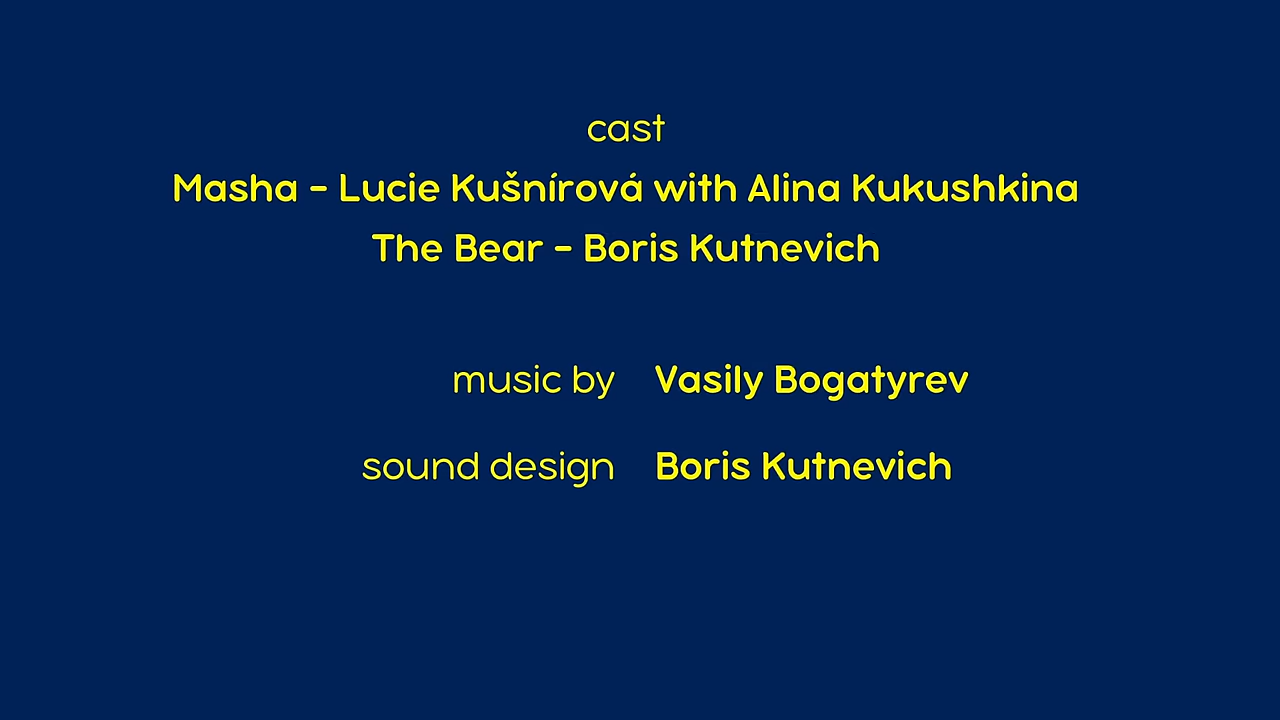 cast
Masha - Lucie Kušnírová with Alina Kukushkina
The Bear - Boris Kutnevich
music by Vasily Bogatyrev
sound design Boris Kutnevich